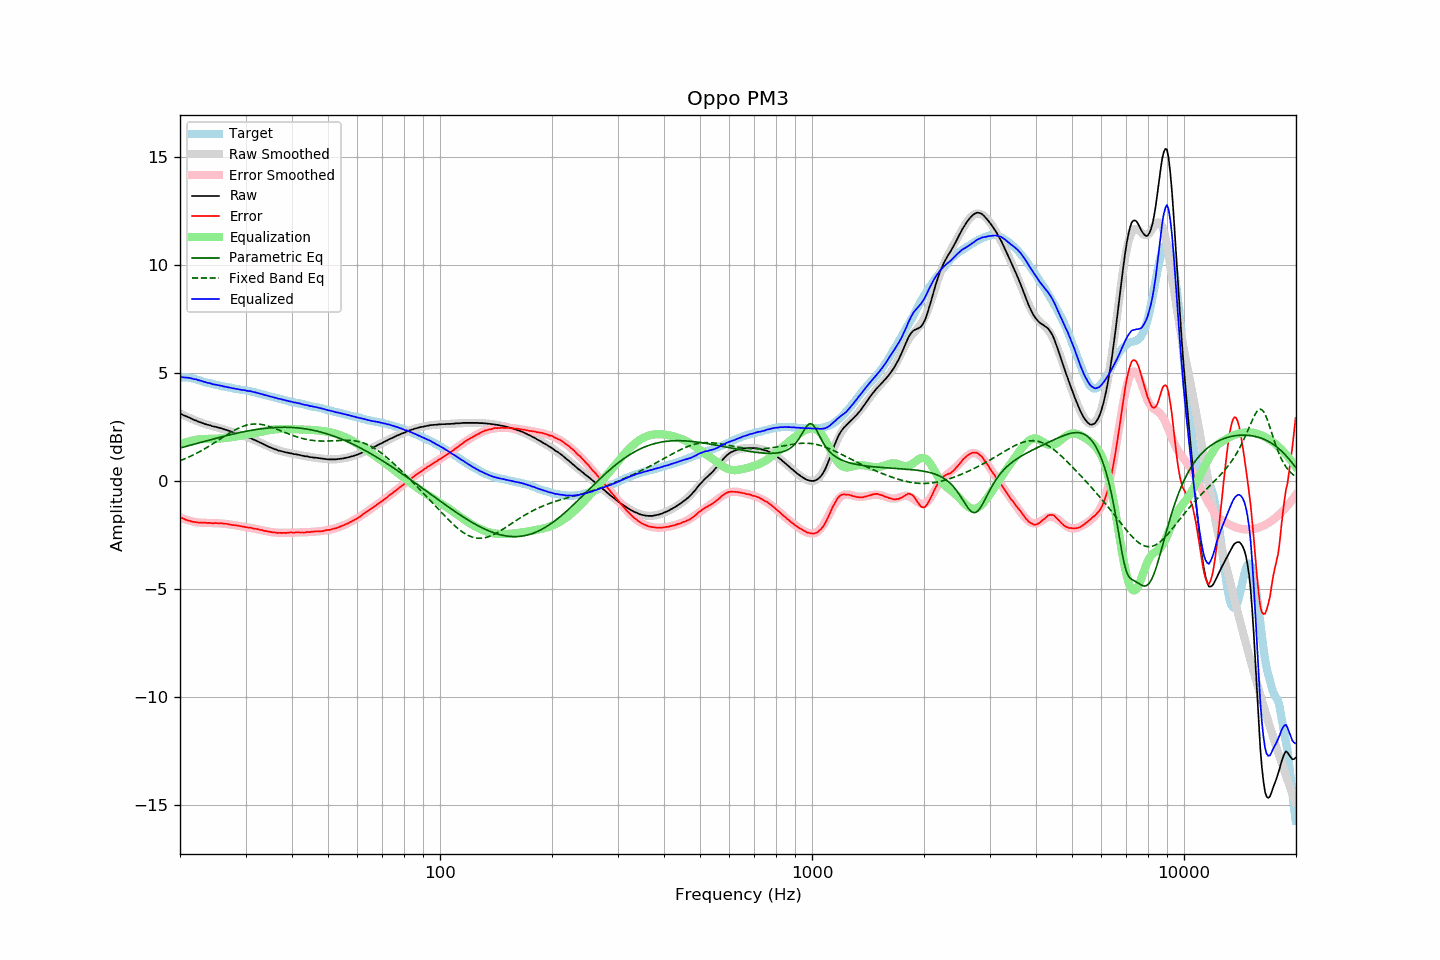 Oppo PM3
Target
Raw Smoothed
Error Smoothed
Raw
Error
Equalization
Parametric Eq
Fixed Band Eq
Equalized
Amplitude (dBr)
15
10
5
0
−5
−10
−15
100
1000
10000
Frequency (Hz)